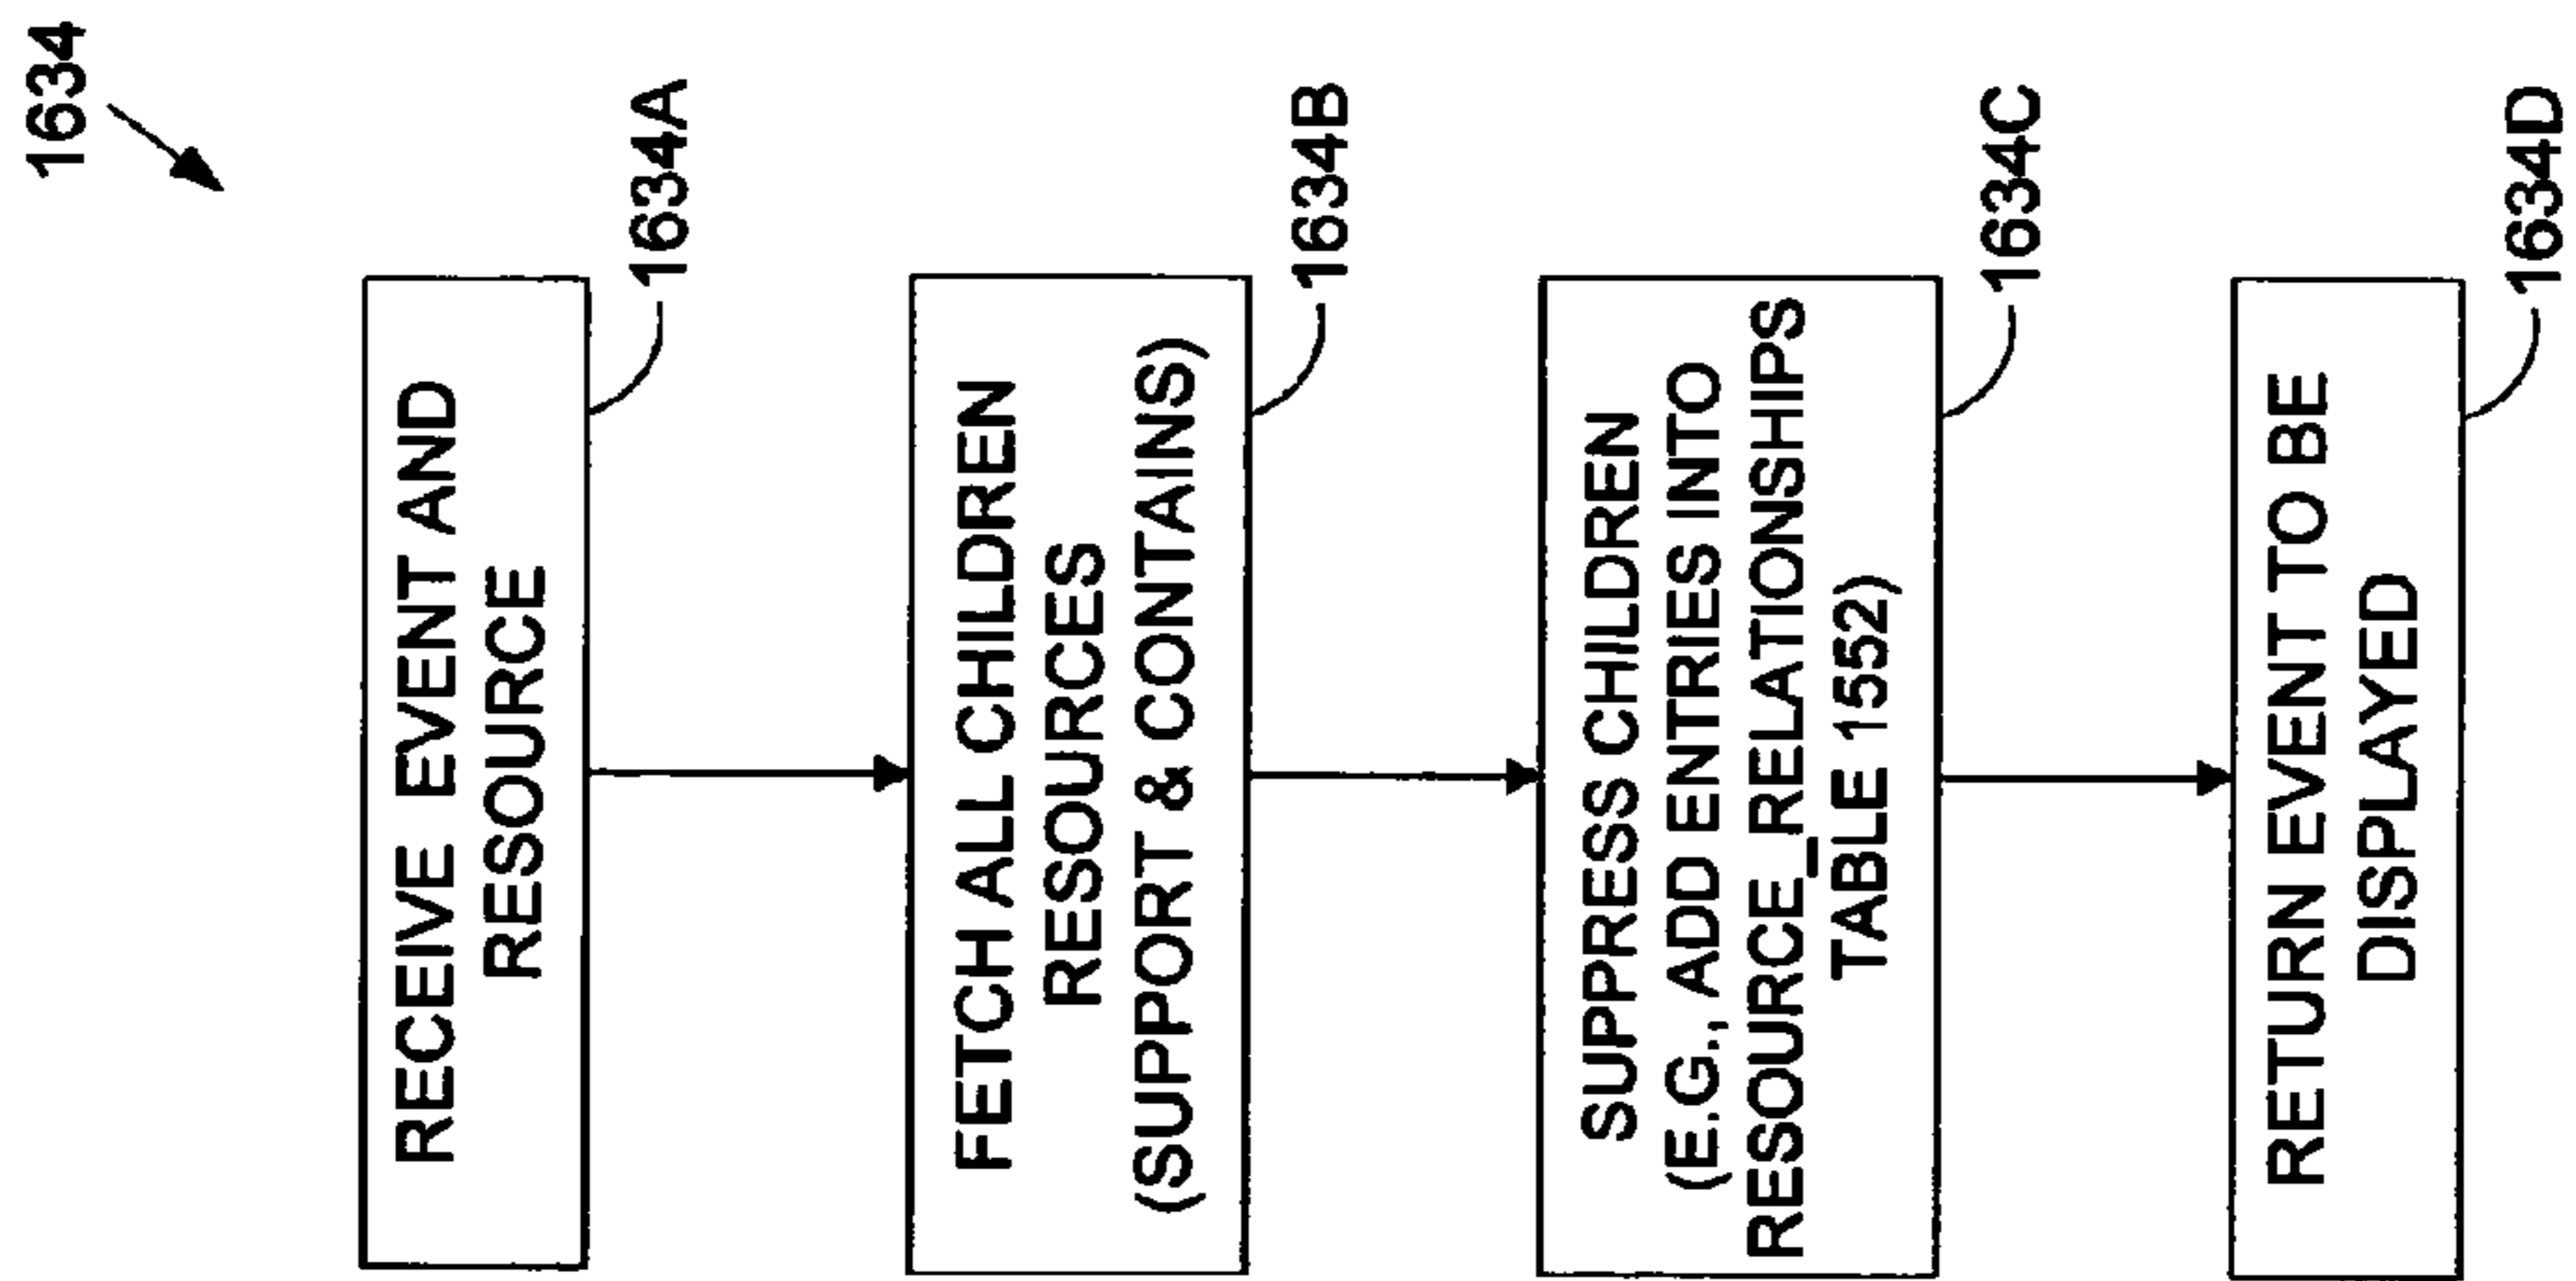 1634
RECEIVE EVENT AND
RESOURCE
1634A
FETCH ALL CHILDREN
RESOURCES
(SUPPORT & CONTAINS)
1634B
SUPPRESS CHILDREN
(E.G., ADD ENTRIES INTO
RESOURCE_RELATIONSHIPS
TABLE 1552)
1634C
RETURN EVENT TO BE
DISPLAYED
1634D